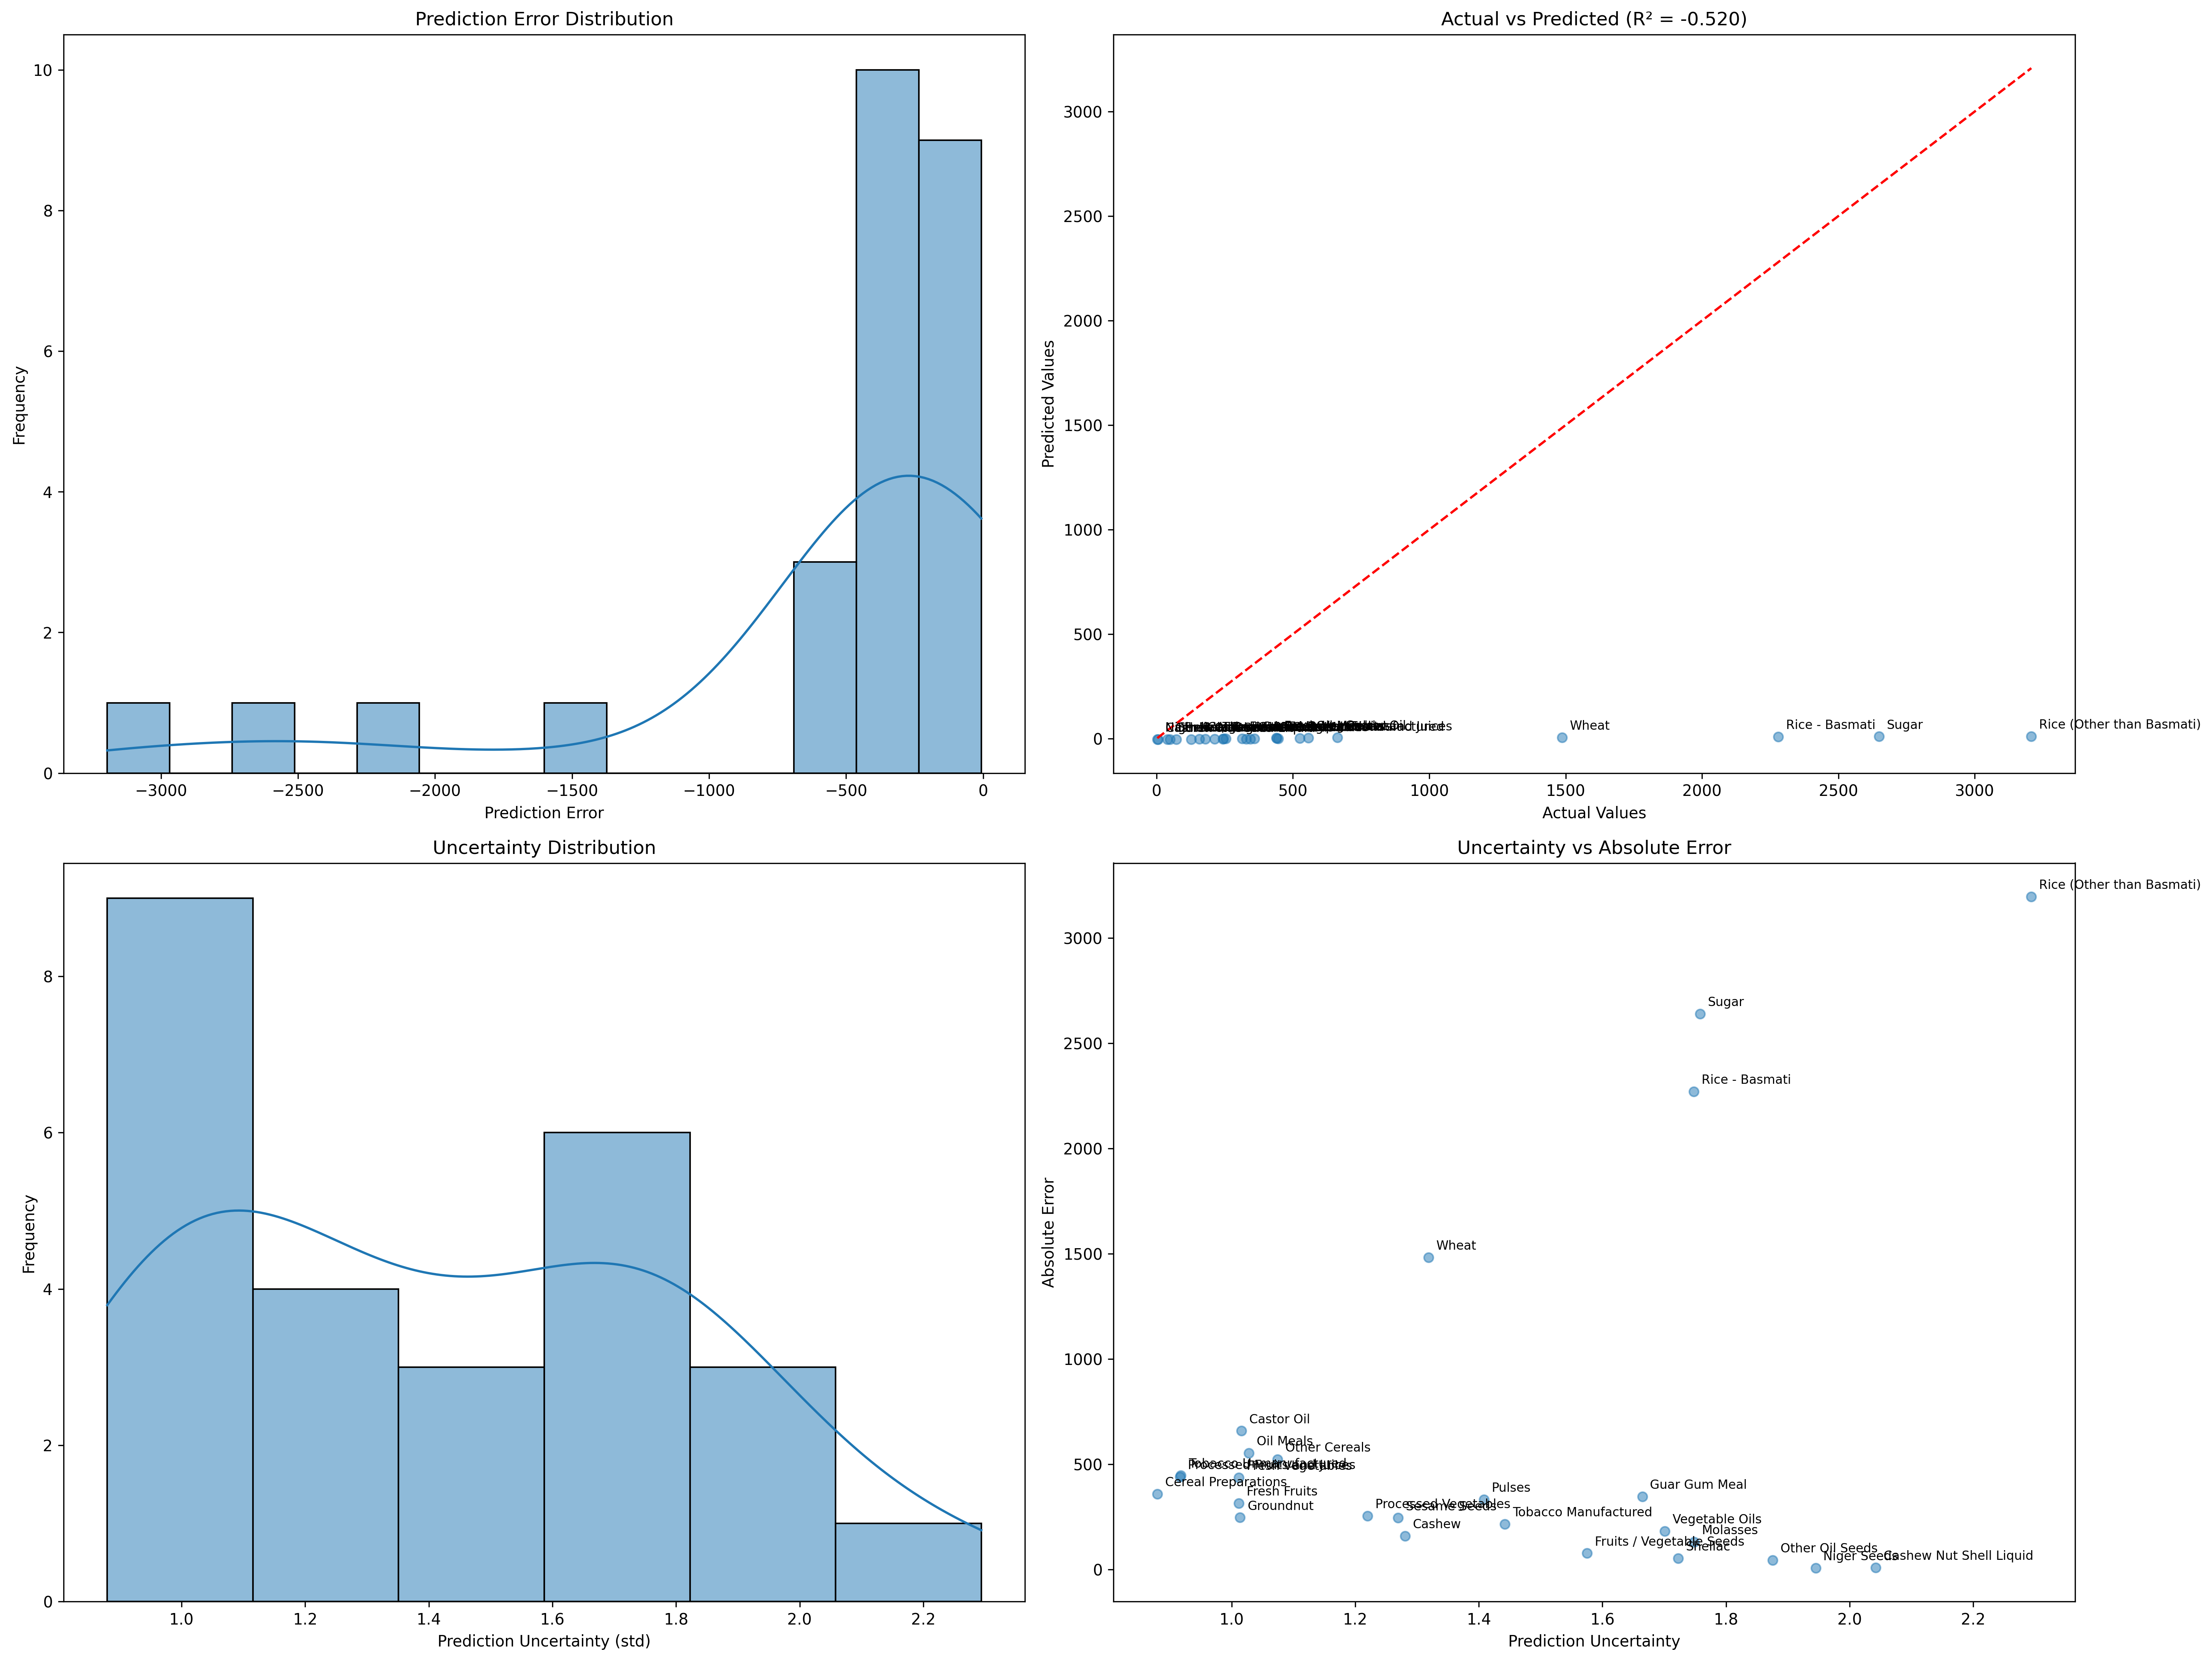 Prediction Error Distribution
Frequency
10
8
6
4
2
0
−3000 −2500 −2000 −1500 −1000 −500 0
Prediction Error
Actual vs Predicted (R² = -0.520)
Predicted Values
3000
2500
2000
1500
1000
500
0
Wheat
Rice - Basmati
Sugar
Rice (Other than Basmati)
0 500 1000 1500 2000 2500 3000
Actual Values
Uncertainty Distribution
Frequency
8
6
4
2
0
1.0 1.2 1.4 1.6 1.8 2.0 2.2
Prediction Uncertainty (std)
Uncertainty vs Absolute Error
Absolute Error
3000
2500
2000
1500
1000
500
0
Rice (Other than Basmati)
Sugar
Rice - Basmati
Wheat
Castor Oil
Oil Meals
Other Cereals
Cereal Preparations
Fresh Fruits
Groundnut
Processed Vegetables
Sesame Seeds
Cashew
Pulses
Tobacco Manufactured
Guar Gum Meal
Vegetable Oils
Molasses
Fruits / Vegetable Seeds
Shellac
Other Oil Seeds
Niger Seeds
Cashew Nut Shell Liquid
1.0 1.2 1.4 1.6 1.8 2.0 2.2
Prediction Uncertainty